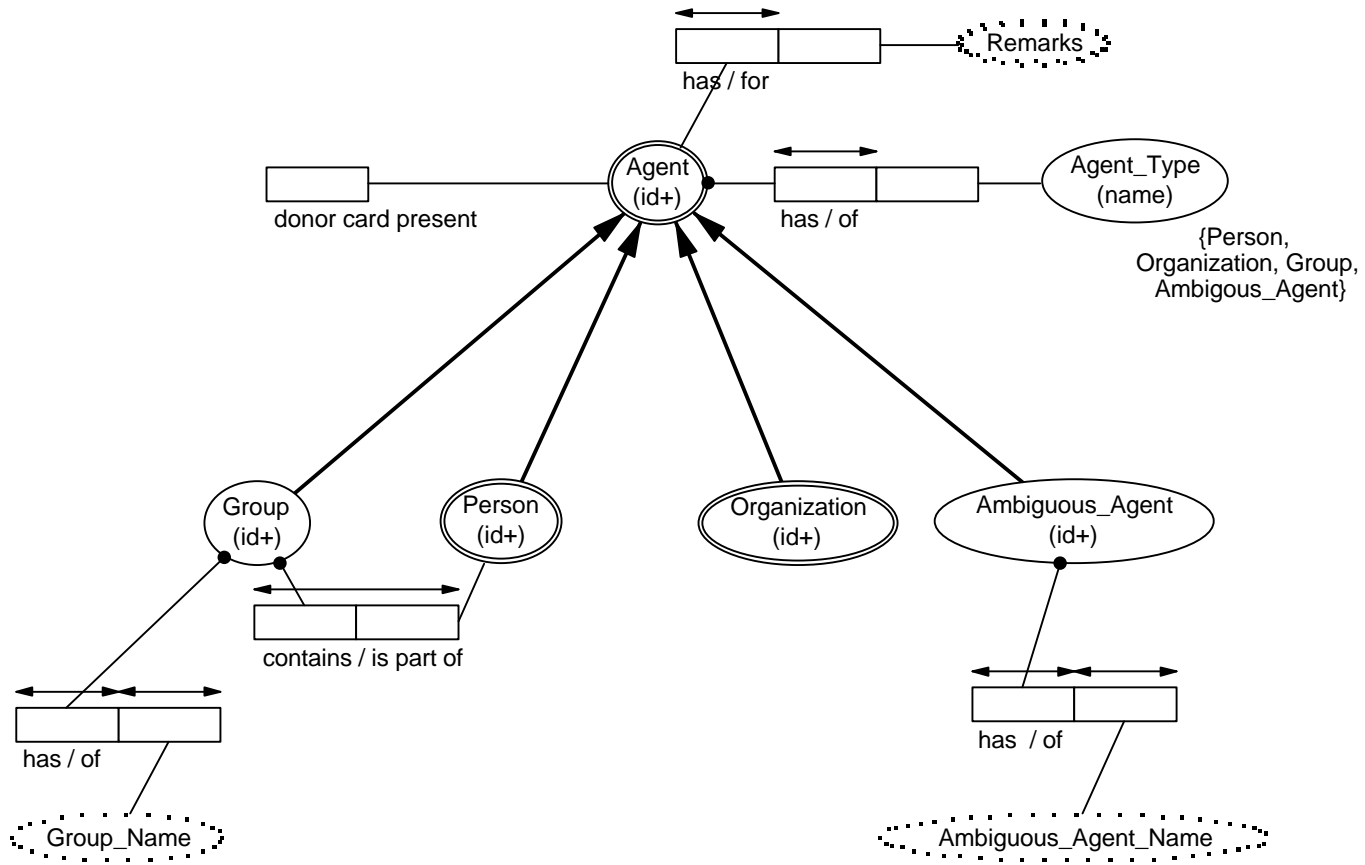 Remarks
has / for
Agent
(id+)
Agent_Type
(name)
donor card present
has / of
{Person,
Organization, Group,
Ambigous_Agent}
Group
(id+)
Person
(id+)
Organization
(id+)
Ambiguous_Agent
(id+)
contains / is part of
has / of
has / of
Group_Name
Ambiguous_Agent_Name